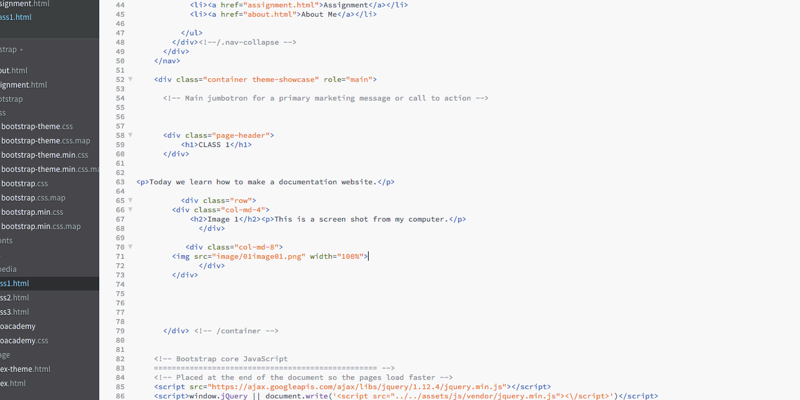 signment.html
ass1.html
strap
out.html
ignment.html
otstrap
ss
bootstrap-theme.css
bootstrap-theme.css.map
bootstrap-theme.min.css
bootstrap-theme.min.css.ma
bootstrap.css
bootstrap.css.map
bootstrap.min.css
bootstrap.min.css.map
onts
s
media
ss1.html
ss2.html
ss3.html
oacademy
oacademy.css
age
ex-theme.html
ex.html
44 <li><a href="assignment.html">Assignment</a></li>
45 <li><a href="about.html">About Me</a></li>
46
47 </ul>
48 </div><!--/.nav-collapse -->
49 </div>
50 </nav>
51
52 <div class="container theme-showcase" role="main">
53
54 <!-- Main jumbotron for a primary marketing message or call to action -->
55
56
57
58 <div class="page-header">
59 <h1>CLASS 1</h1>
60 </div>
61
62
63 <p>Today we learn how to make a documentation website.</p>
64
65 <div class="row">
66 <div class="col-md-4">
67 <h2>Image 1</h2><p>This is a screen shot from my computer.</p>
68 </div>
69
70 <div class="col-md-8">
71 <img src="image/01image01.png" width="100%">
72 </div>
73 </div>
74
75
76
77
78
79 </div> <!-- /container -->
80
81
82 <!-- Bootstrap core JavaScript
83 ================================================== -->
84 <!-- Placed at the end of the document so the pages load faster -->
85 <script src="https://ajax.googleapis.com/ajax/libs/jquery/1.12.4/jquery.min.js"></script>
86 <script>window.jQuery || document.write('<script src="../../assets/js/vendor/jquery.min.js"><\/script>')</script>